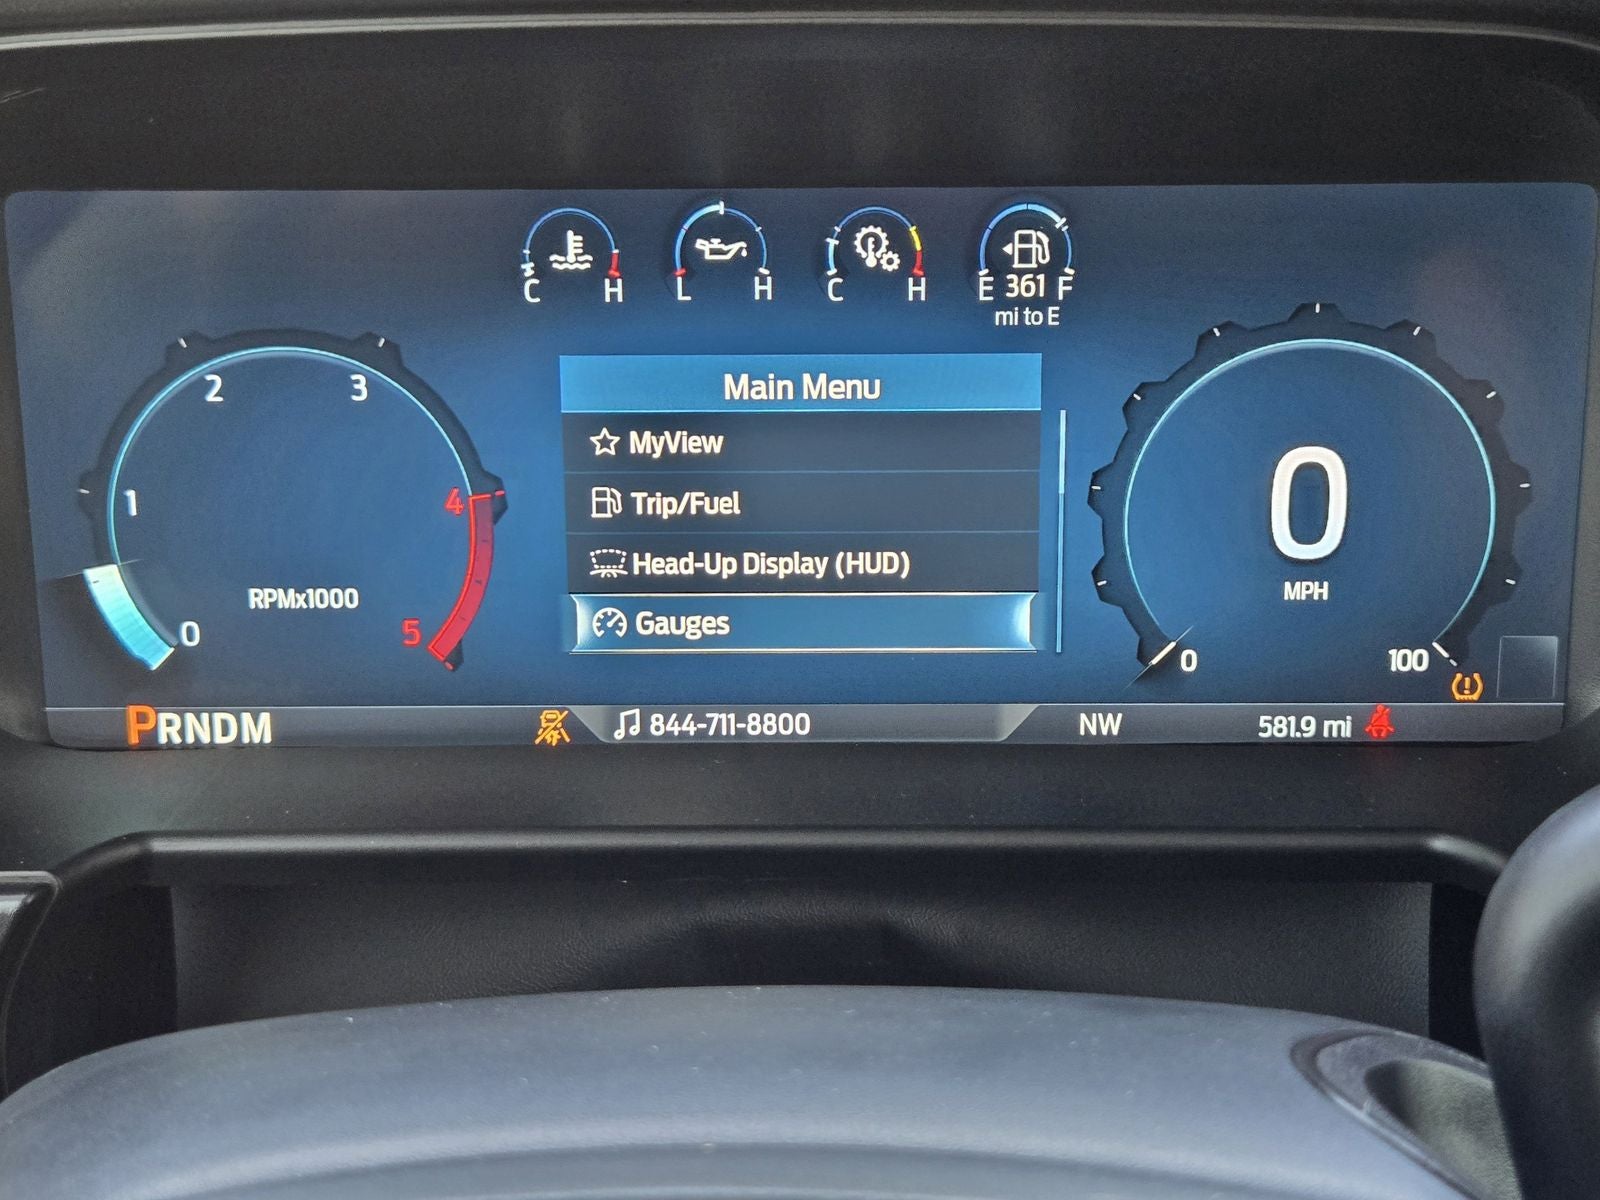 C H
L H
C H
E 361 F
mi to E
Main Menu
MyView
Trip/Fuel
Head-Up Display (HUD)
Gauges
0
1
2
3
4
5
RPMx1000
0
MPH
0
100
PRNDM
844-711-8800
NW
581.9 mi